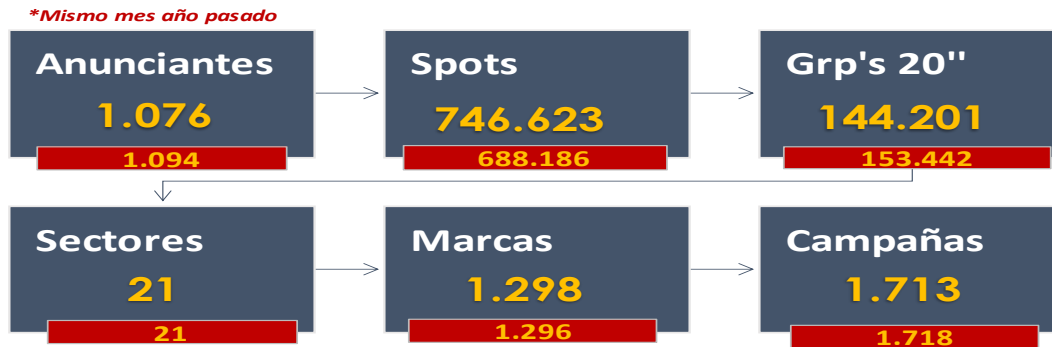 *Mismo mes año pasado
Anunciantes
1.076
1.094
Spots
746.623
688.186
Grp's 20''
144.201
153.442
Sectores
21
21
Marcas
1.298
1.296
Campañas
1.713
1.718